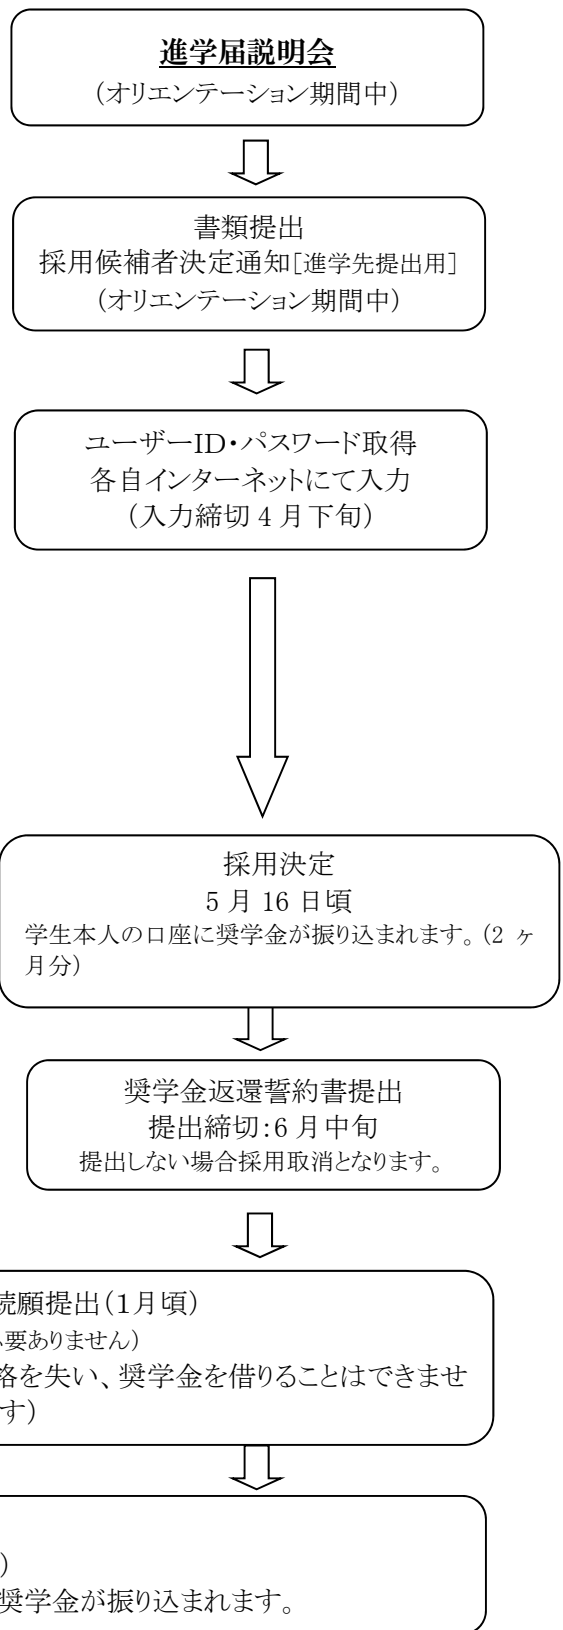 進学届説明会
(オリエンテーション期間中)
書類提出
採用候補者決定通知[進学先提出用]
(オリエンテーション期間中)
ユーザーID・パスワード取得
各自インターネットにて入力
(入力締切 4 月下旬)
採用決定
5 月 16 日頃
学生本人の口座に奨学金が振り込まれます。(2 ヶ
月分)
奨学金返還誓約書提出
提出締切:6 月中旬
提出しない場合採用取消となります。
続願提出(1月頃)
要ありません)
格を失い、奨学金を借りることはできませ
す)
)
奨学金が振り込まれます。